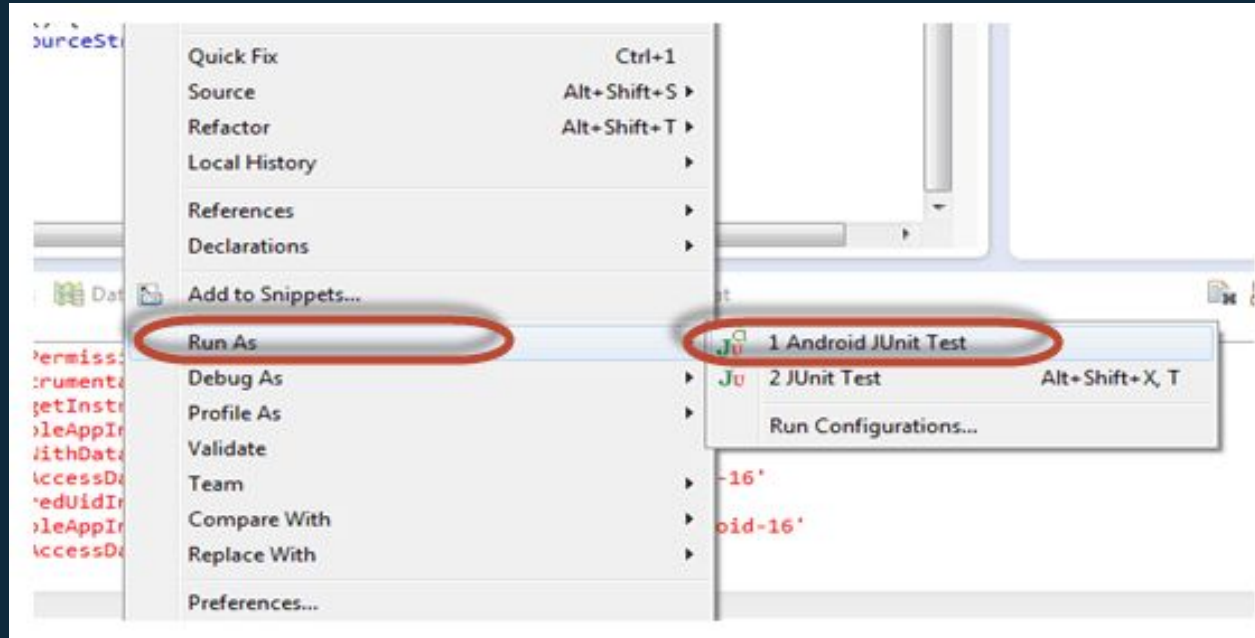 Quick Fix Ctrl+1
Source Alt+Shift+S
Refactor Alt+Shift+T
Local History
References
Declarations
Add to Snippets...
Run As
1 Android JUnit Test
Debug As
2 JUnit Test Alt+Shift+X, T
Profile As
Run Configurations...
Validate
Team
-16'
Compare With
oid-16'
Replace With
Preferences...